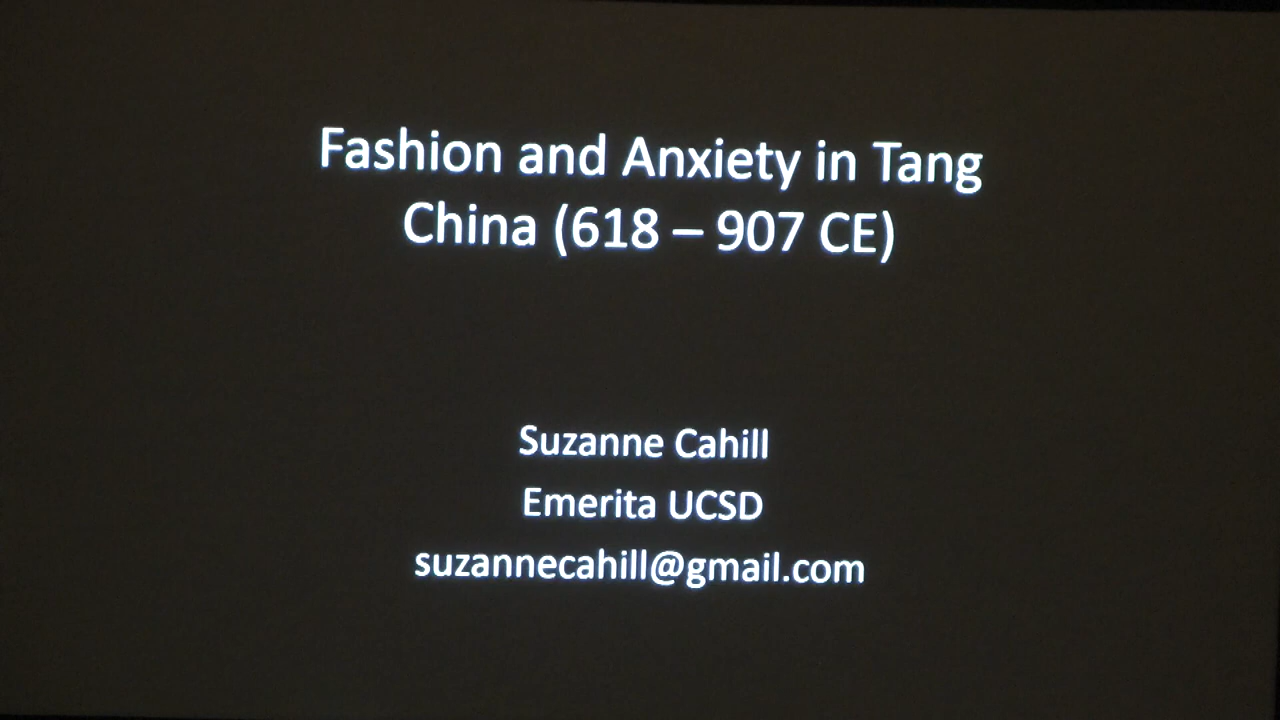 Fashion and Anxiety in Tang
China (618 – 907 CE)
Suzanne Cahill
Emerita UCSD
suzannecahill@gmail.com